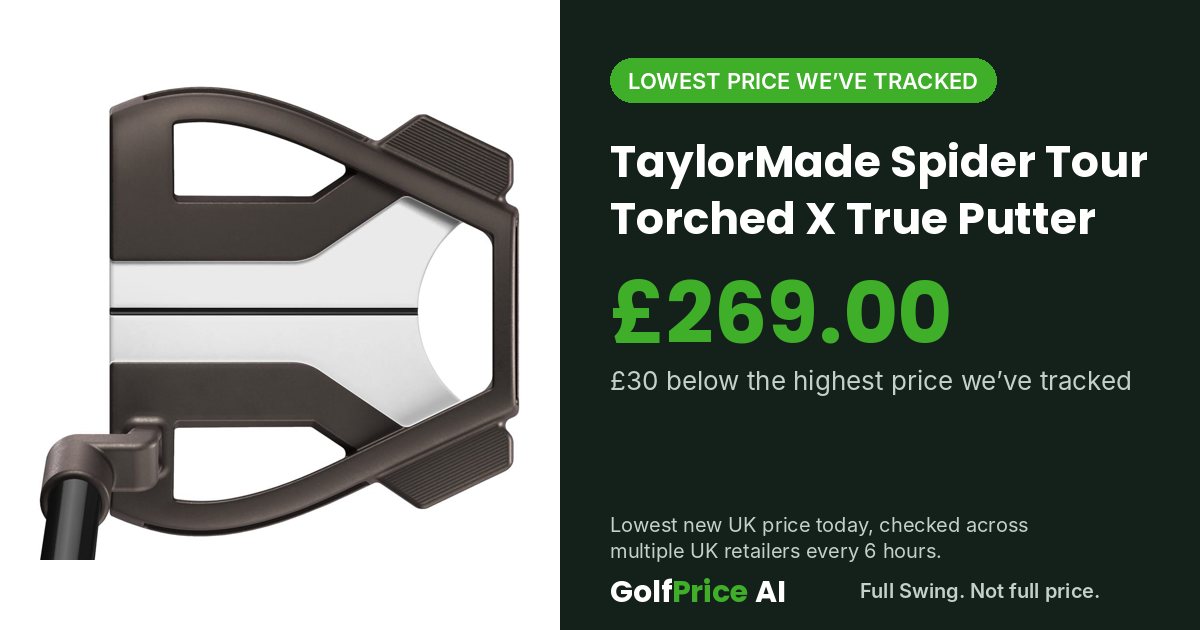 LOWEST PRICE WE’VE TRACKED
TaylorMade Spider Tour
Torched X True Putter
£269.00
£30 below the highest price we’ve tracked
Lowest new UK price today, checked across
multiple UK retailers every 6 hours.
GolfPrice AI
Full Swing. Not full price.